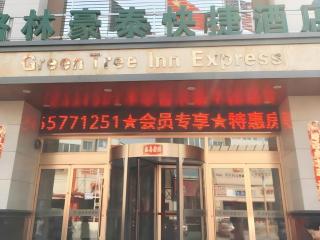 格林豪泰快捷酒店
Green Tree Inn Express
55771251★会员专享★特惠房